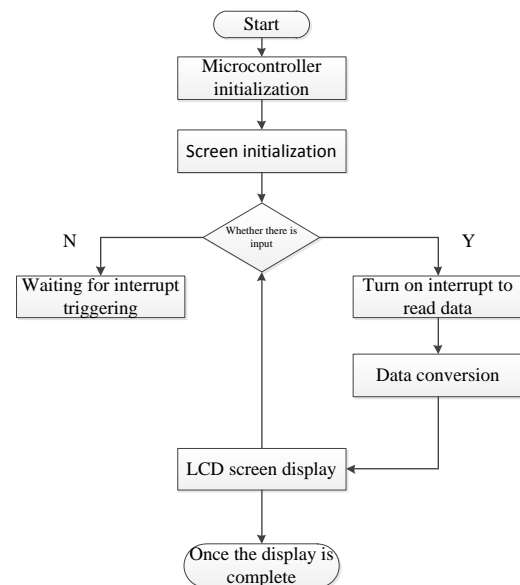 Start
Microcontroller
initialization
Screen initialization
Whether there is
input
N
Y
Waiting for interrupt
triggering
Turn on interrupt to
read data
Data conversion
LCD screen display
Once the display is
complete